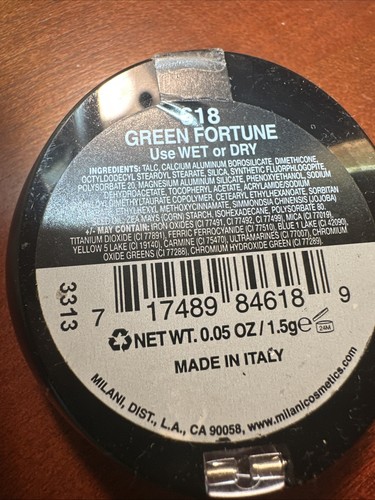 S18
GREEN FORTUNE
Use WET or DRY
INGREDIENTS: TALC, CALCIUM ALUMINUM BOROSILICATE, DIMETHICONE,
OCTYLDODECYL STEAROYL STEARATE, SILICA, SYNTHETIC FLUORPHLOGOPITE,
POLYSORBATE 20, MAGNESIUM ALUMINUM SILICATE, PHENOXYETHANOL, SODIUM
DEHYDROACETATE, TOCOPHERYL ACETATE, ACRYLAMIDE/SODIUM
ACRYLOYLDIMETHYLTAURATE COPOLYMER, CETEARYL ETHYLHEXANOATE, SORBITAN
ETHYLHEXYL METHOXYCINNAMATE, SIMMONDSIA CHINENSIS (JOJOBA)
OIL, ZEA MAYS (CORN) STARCH, ISOHEXADECANE, POLYSORBATE 80,
+/- MAY CONTAIN: IRON OXIDES (CI 77491, CI 77492, CI 77499), MICA (CI 77019),
TITANIUM DIOXIDE (CI 77891), FERRIC FERROCYANIDE (CI 77510), BLUE 1 LAKE (CI 42090),
YELLOW 5 LAKE (CI 19140), CARMINE (CI 75470), ULTRAMARINES (CI 77007), CHROMIUM
OXIDE GREENS (CI 77288), CHROMIUM HYDROXIDE GREEN (CI 77289).
3313
7 17489 84618 9
NET WT. 0.05 OZ / 1.5g e 24M
MADE IN ITALY
MILANI, DIST., L.A., CA 90058, www.milanicosmetics.com